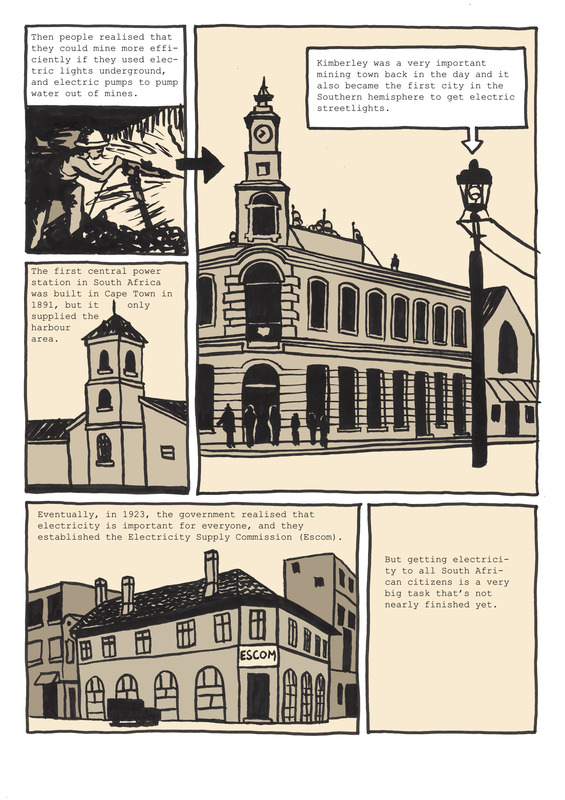 Then people realised that
they could mine more effi-
ciently if they used elec-
tric lights underground,
and electric pumps to pump
water out of mines.
Kimberley was a very important
mining town back in the day and it
also became the first city in the
Southern hemisphere to get electric
streetlights.
The first central power
station in South Africa
was built in Cape Town in
1891, but it only
supplied the
harbour
area.
Eventually, in 1923, the government realised that
electricity is important for everyone, and they
established the Electricity Supply Commission (Escom).
ESCOM
But getting electrici-
ty to all South Afri-
can citizens is a very
big task that's not
nearly finished yet.